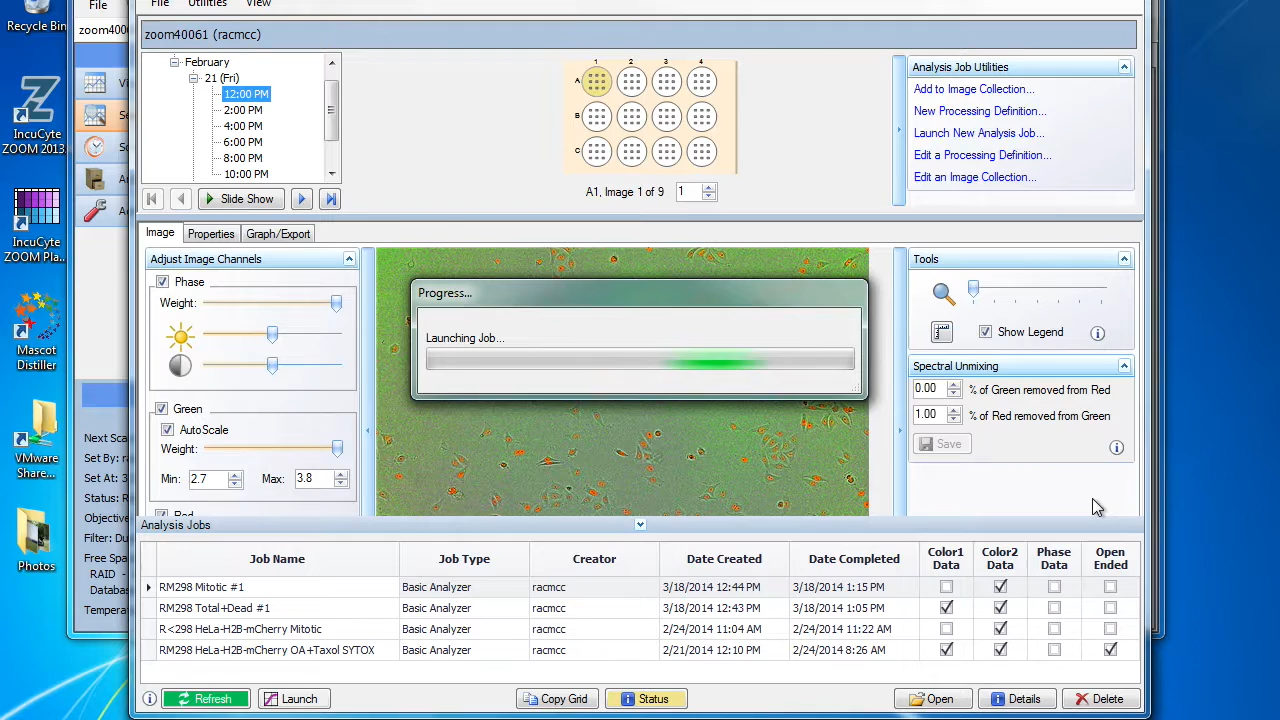 Recycle Bin
IncuCyte
ZOOM 2013.
IncuCyte
ZOOM Pla...
Mascot
Distiller
VMware
Share...
Photos
File
zoom400
Next Sca
Set By: ra
Set At: 3
Status: R
Objective
Filter: Du
Free Spa
RAID -
Databas
Tempera
File Utilities View
zoom40061 (racmcc)
February
21 (Fri)
12:00 PM
2:00 PM
4:00 PM
6:00 PM
8:00 PM
10:00 PM
Slide Show
1 2 3 4
A
B
C
A1, Image 1 of 9 1
Analysis Job Utilities
Add to Image Collection...
New Processing Definition...
Launch New Analysis Job...
Edit a Processing Definition...
Edit an Image Collection...
Image Properties Graph/Export
Adjust Image Channels
Phase
Weight:
Green
AutoScale
Weight:
Min: 2.7 Max: 3.8
Progress...
Launching Job...
Tools
Show Legend
Spectral Unmixing
0.00 % of Green removed from Red
1.00 % of Red removed from Green
Save
Analysis Jobs
Job Name Job Type Creator Date Created Date Completed Color1 Data Color2 Data Phase Data Open Ended
RM298 Mitotic #1 Basic Analyzer racmcc 3/18/2014 12:44 PM 3/18/2014 1:15 PM
RM298 Total+Dead #1 Basic Analyzer racmcc 3/18/2014 12:43 PM 3/18/2014 1:05 PM
R<298 HeLa-H2B-mCherry Mitotic Basic Analyzer racmcc 2/24/2014 11:04 AM 2/24/2014 11:22 AM
RM298 HeLa-H2B-mCherry OA+Taxol SYTOX Basic Analyzer racmcc 2/21/2014 12:10 PM 2/24/2014 8:26 AM
Refresh Launch Copy Grid Status Open Details Delete